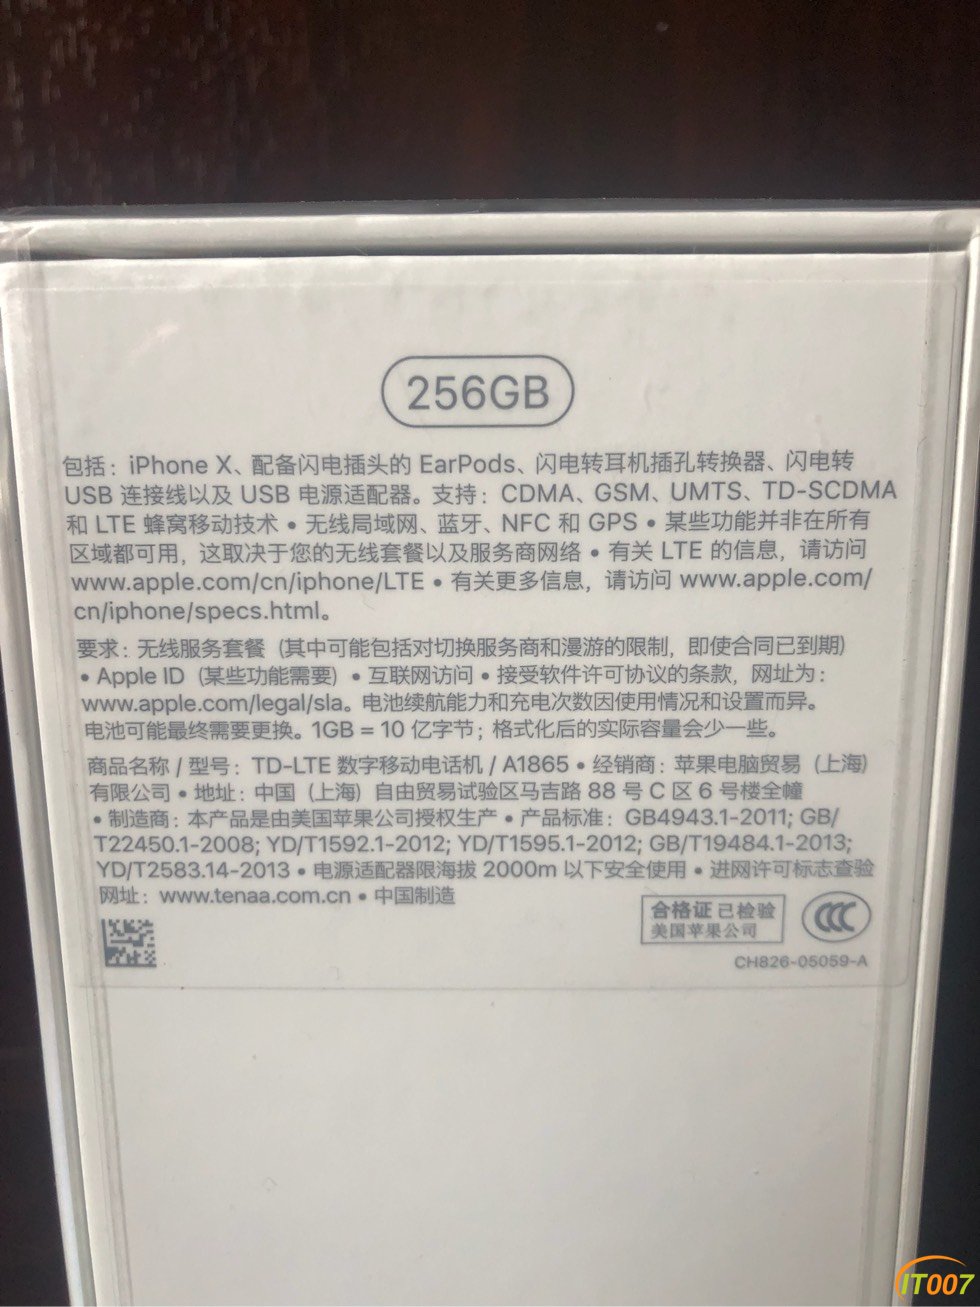 256GB
包括：iPhone X、配备闪电插头的 EarPods、闪电转耳机插孔转换器、闪电转
USB 连接线以及 USB 电源适配器。支持：CDMA、GSM、UMTS、TD-SCDMA
和 LTE 蜂窝移动技术 • 无线局域网、蓝牙、NFC 和 GPS • 某些功能并非在所有
区域都可用，这取决于您的无线套餐以及服务商网络 • 有关 LTE 的信息，请访问
www.apple.com/cn/iphone/LTE • 有关更多信息，请访问 www.apple.com/
cn/iphone/specs.html。
要求：无线服务套餐（其中可能包括对切换服务商和漫游的限制，即使合同已到期）
• Apple ID（某些功能需要）• 互联网访问 • 接受软件许可协议的条款，网址为：
www.apple.com/legal/sla。电池续航能力和充电次数因使用情况和设置而异。
电池可能最终需要更换。1GB = 10 亿字节；格式化后的实际容量会少一些。
商品名称 / 型号：TD-LTE 数字移动电话机 / A1865 • 经销商：苹果电脑贸易（上海）
有限公司 • 地址：中国（上海）自由贸易试验区马吉路 88 号 C 区 6 号楼全幢
• 制造商：本产品是由美国苹果公司授权生产 • 产品标准：GB4943.1-2011; GB/
T22450.1-2008; YD/T1592.1-2012; YD/T1595.1-2012; GB/T19484.1-2013;
YD/T2583.14-2013 • 电源适配器限海拔 2000m 以下安全使用 • 进网许可标志查验
网址：www.tenaa.com.cn • 中国制造
合格证 已检验
美国苹果公司
CCC
CH826-05059-A
IT007